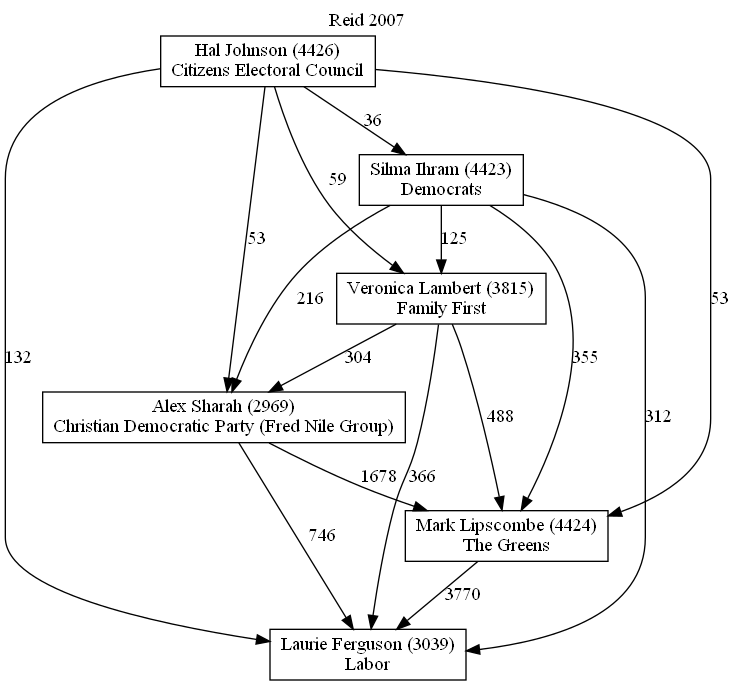 Reid 2007
Hal Johnson (4426)
Citizens Electoral Council
36
Silma Ihram (4423)
Democrats
59
53
125
216
Veronica Lambert (3815)
Family First
53
132
304
355
488
312
Alex Sharah (2969)
Christian Democratic Party (Fred Nile Group)
1678
366
746
Mark Lipscombe (4424)
The Greens
3770
Laurie Ferguson (3039)
Labor